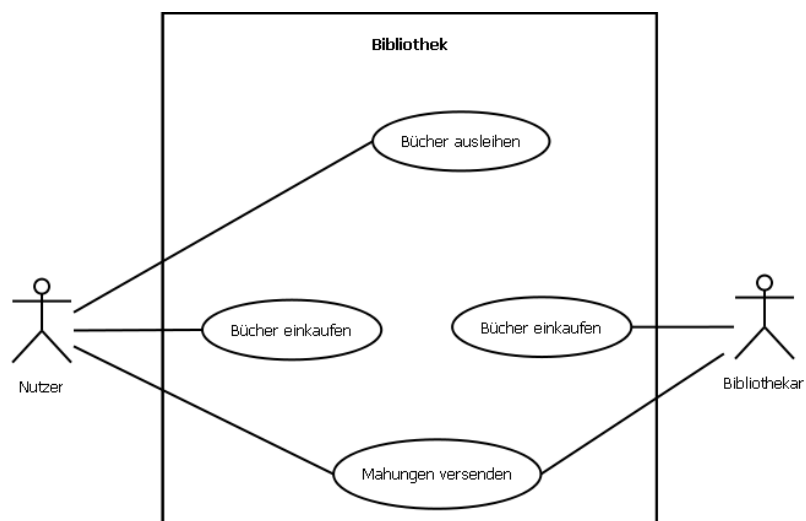 Bibliothek
Bücher ausleihen
Bücher einkaufen
Bücher einkaufen
Nutzer
Bibliothekar
Mahungen versenden